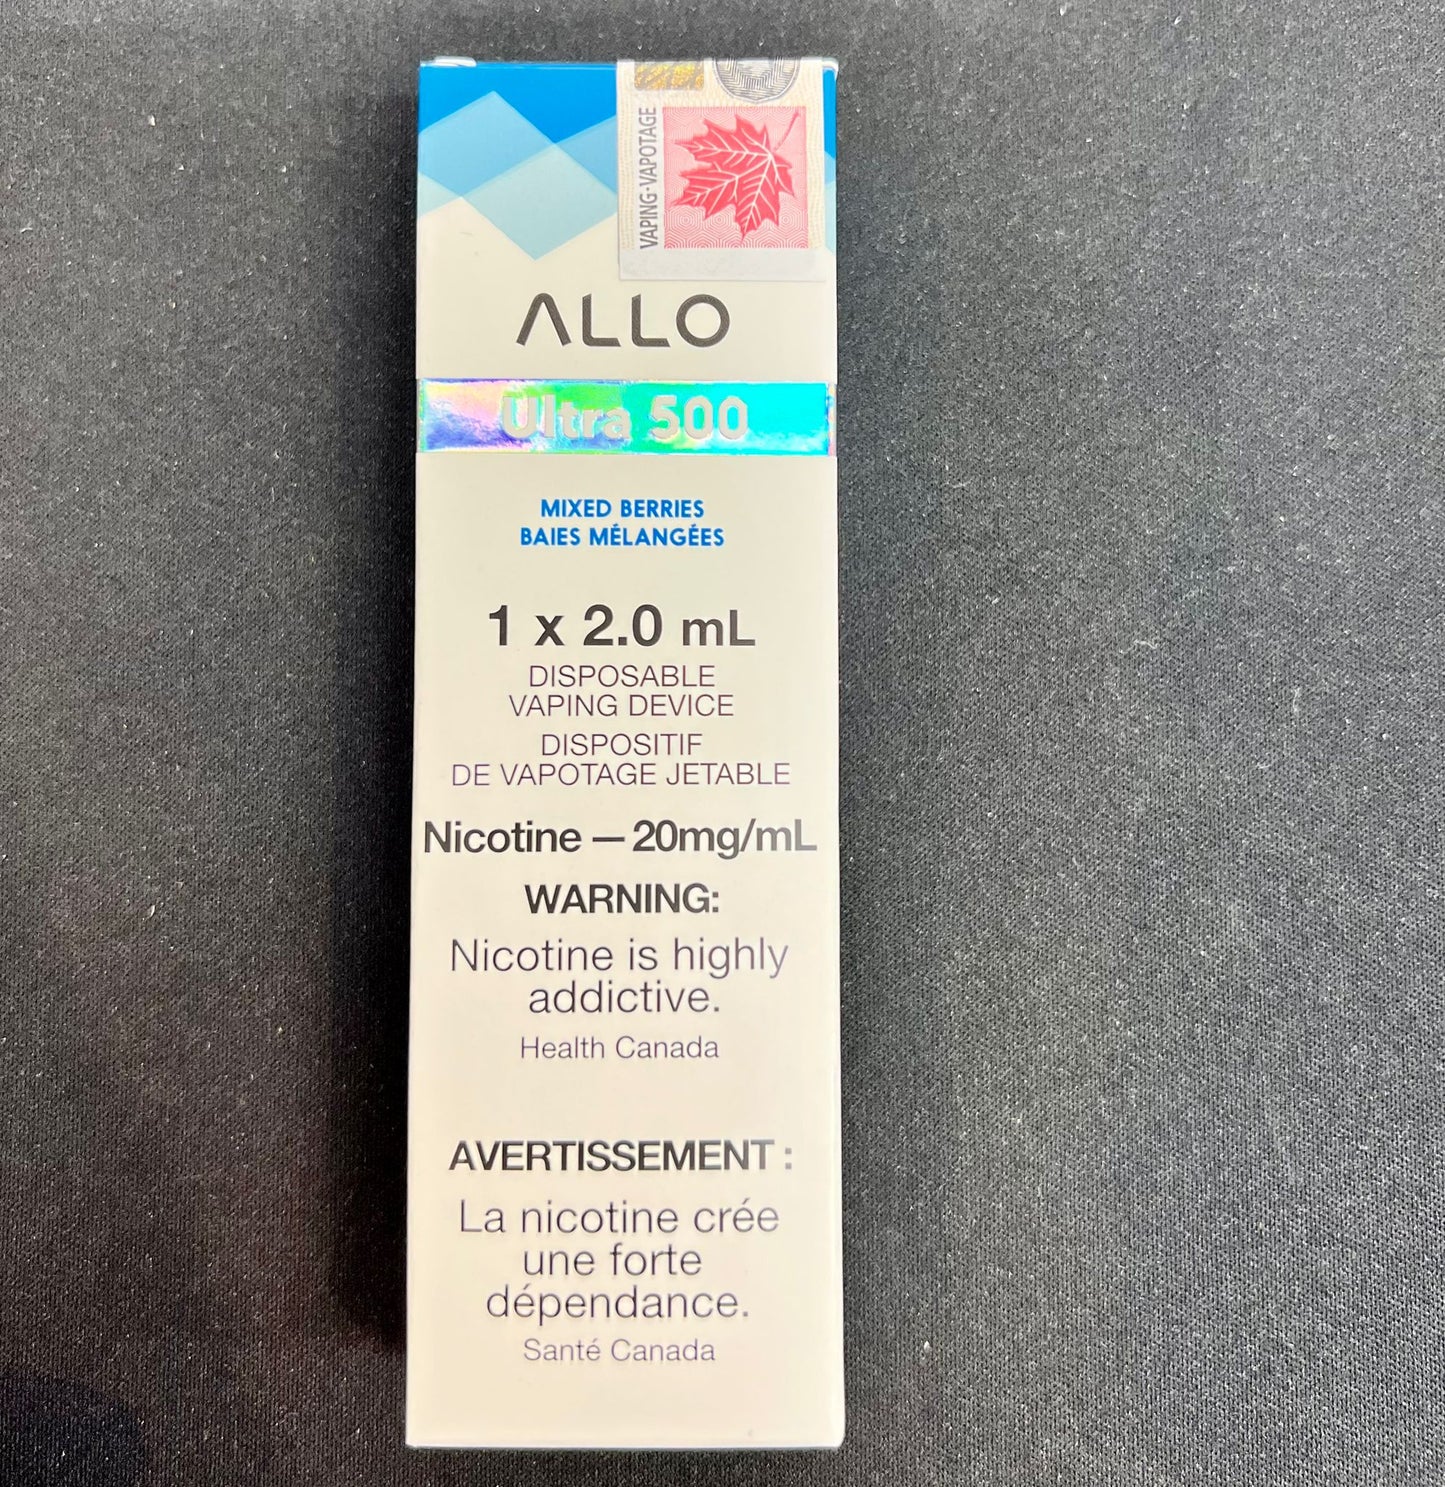 VAPING·VAPOTAGE
ALLO
Ultra 500
MIXED BERRIES
BAIES MÉLANGÉES
1 x 2.0 mL
DISPOSABLE
VAPING DEVICE
DISPOSITIF
DE VAPOTAGE JETABLE
Nicotine — 20mg/mL
WARNING:
Nicotine is highly
addictive.
Health Canada
AVERTISSEMENT :
La nicotine crée
une forte
dépendance.
Santé Canada